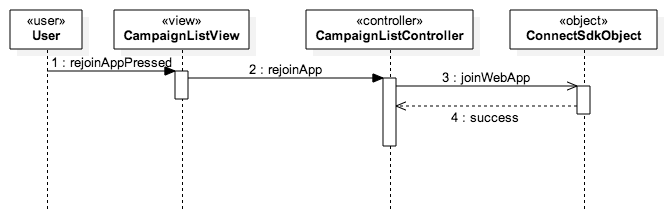 «user»
User
«view»
CampaignListView
«controller»
CampaignListController
«object»
ConnectSdkObject
1 : rejoinAppPressed
2 : rejoinApp
3 : joinWebApp
4 : success